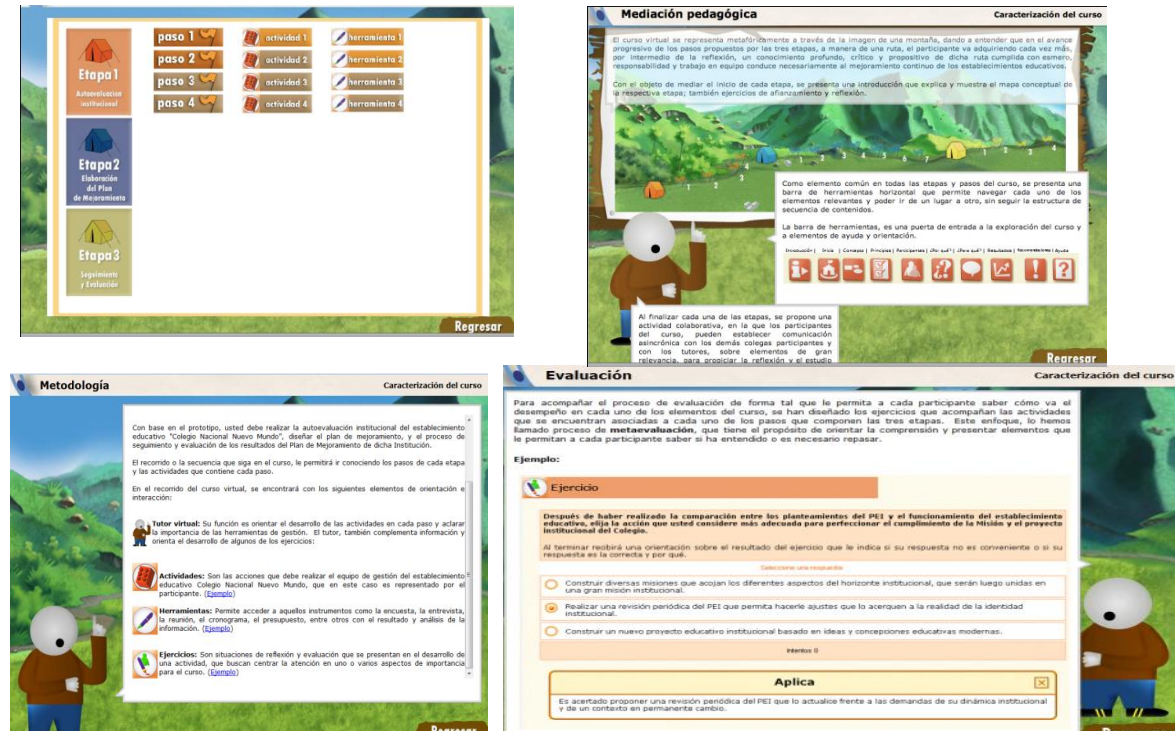 paso 1 actividad 1 herramienta 1
paso 2 actividad 2 herramienta 2
paso 3 actividad 3 herramienta 3
paso 4 actividad 4 herramienta 4
Etapa1
Autoevaluacion
institucional
Etapa2
Elaboración
del Plan
de Mejoramiento
Etapa3
Seguimiento
y Evaluación
Regresar
Mediación pedagógica
Caracterización del curso
El curso virtual se representa metafóricamente a través de la imagen de una montaña, dando a entender que en el avance
progresivo de los pasos propuestos por las tres etapas, a manera de una ruta, el participante va adquiriendo cada vez más,
por intermedio de la reflexión, un conocimiento profundo, crítico y propositivo de dicha ruta cumplida con esmero,
responsabilidad y trabajo en equipo conduce necesariamente al mejoramiento continuo de los establecimientos educativos.
Con el objeto de mediar el inicio de cada etapa, se presenta una introducción que explica y muestra el mapa conceptual de
la respectiva etapa; también ejercicios de afianzamiento y reflexión.
1 2 3 4 1 2 3 4 5 6 7 1 2 3 4
Como elemento común en todas las etapas y pasos del curso, se presenta una
barra de herramientas horizontal que permite navegar cada uno de los
elementos relevantes y poder ir de un lugar a otro, sin seguir la estructura de
secuencia de contenidos.
La barra de herramientas, es una puerta de entrada a la exploración del curso y
a elementos de ayuda y orientación.
Introducción | Inicio | Conceptos | Principios | Participantes | ¿Por qué? | ¿Para qué? | Resultados | Recomendaciones | Ayuda
Al finalizar cada una de las etapas, se propone una
actividad colaborativa, en la que los participantes
del curso, pueden establecer comunicación
asincrónica con los demás colegas participantes y
con los tutores, sobre elementos de gran
relevancia, para propiciar la reflexión y el estudio
Regresar
Metodología
Caracterización del curso
Con base en el prototipo, usted debe realizar la autoevaluación institucional del establecimiento
educativo "Colegio Nacional Nuevo Mundo", diseñar el plan de mejoramiento, y el proceso de
seguimiento y evaluación de los resultados del Plan de Mejoramiento de dicha Institución.
El recorrido o la secuencia que siga en el curso, le permitirá ir conociendo los pasos de cada etapa
y las actividades que contiene cada paso.
En el recorrido del curso virtual, se encontrará con los siguientes elementos de orientación e
interacción:
Tutor virtual: Su función es orientar el desarrollo de las actividades en cada paso y aclarar
la importancia de las herramientas de gestión. El tutor, también complementa información y
orienta el desarrollo de algunos de los ejercicios:
Actividades: Son las acciones que debe realizar el equipo de gestión del establecimiento
educativo Colegio Nacional Nuevo Mundo, que en este caso es representado por el
participante. (Ejemplo)
Herramientas: Permite acceder a aquellos instrumentos como la encuesta, la entrevista,
la reunión, el cronograma, el presupuesto, entre otros con el resultado y análisis de la
información. (Ejemplo)
Ejercicios: Son situaciones de reflexión y evaluación que se presentan en el desarrollo de
una actividad, que buscan centrar la atención en uno o varios aspectos de importancia
para el curso. (Ejemplo)
Regresar
Evaluación
Caracterización del curso
Para acompañar el proceso de evaluación de forma tal que le permita a cada participante saber cómo va el
desempeño en cada uno de los elementos del curso, se han diseñado los ejercicios que acompañan las actividades
que se encuentran asociadas a cada uno de los pasos que componen las tres etapas. Este enfoque, lo hemos
llamado proceso de metaevaluación, que tiene el propósito de orientar la comprensión y presentar elementos que
le permitan a cada participante saber si ha entendido o es necesario repasar.
Ejemplo:
Ejercicio
Después de haber realizado la comparación entre los planteamientos del PEI y el funcionamiento del establecimiento
educativo, elija la acción que usted considere más adecuada para perfeccionar el cumplimiento de la Misión y el proyecto
institucional del Colegio.
Al terminar recibirá una orientación sobre el resultado del ejercicio que le indica si su respuesta no es conveniente o si su
respuesta es la correcta y por qué.
Seleccione una respuesta
Construir diversas misiones que acojan los diferentes aspectos del horizonte institucional, que serán luego unidas en
una gran misión institucional.
Realizar una revisión periódica del PEI que permita hacerle ajustes que lo acerquen a la realidad de la identidad
institucional.
Construir un nuevo proyecto educativo institucional basado en ideas y concepciones educativas modernas.
Intentos: 0
Aplica
Es acertado proponer una revisión periódica del PEI que lo actualice frente a las demandas de su dinámica institucional
y de un contexto en permanente cambio.